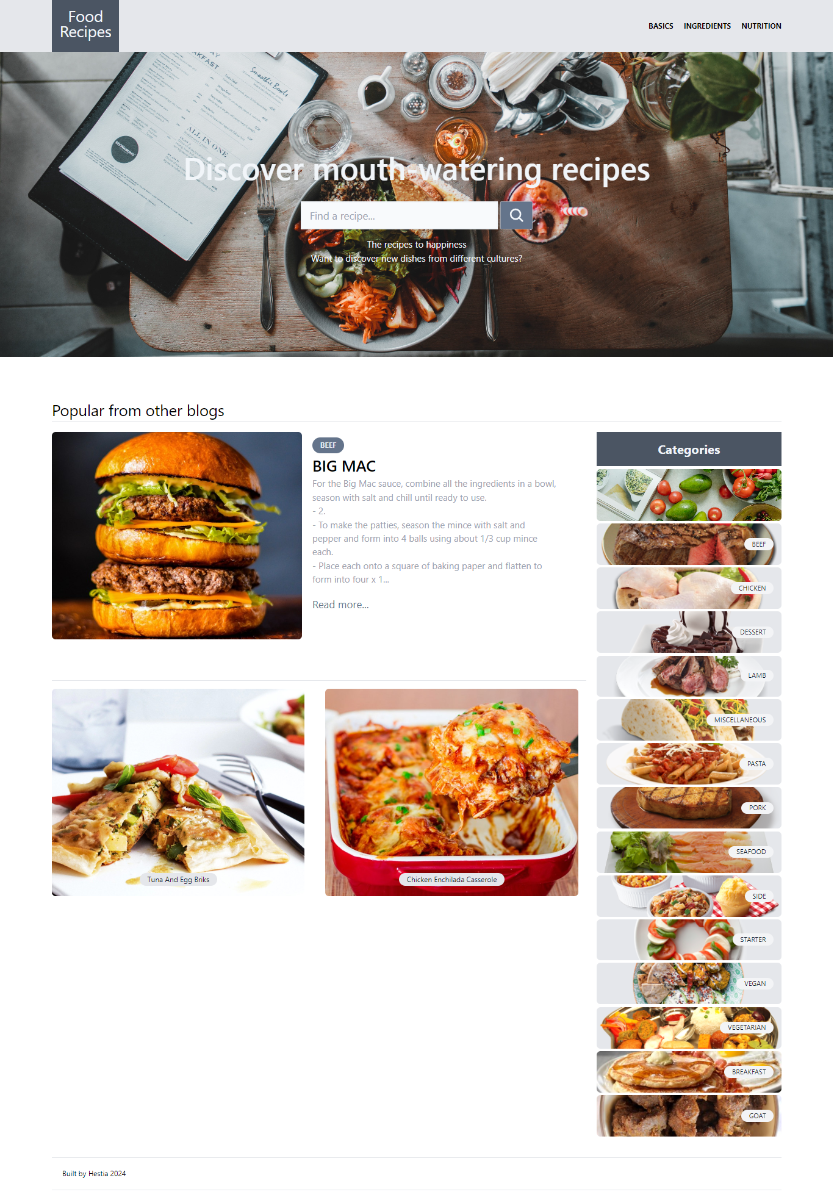 Food
Recipes
BASICS
INGREDIENTS
NUTRITION
ALL IN ONE
Discover mouth-watering recipes
Find a recipe...
The recipes to happiness
Want to discover new dishes from different cultures?
Popular from other blogs
BEEF
BIG MAC
For the Big Mac sauce, combine all the ingredients in a bowl,
season with salt and chill until ready to use.
- 2.
- To make the patties, season the mince with salt and
pepper and form into 4 balls using about 1/3 cup mince
each.
- Place each onto a square of baking paper and flatten to
form into four x 1...
Read more...
Tuna And Egg Briks
Chicken Enchilada Casserole
Categories
BEEF
CHICKEN
DESSERT
LAMB
MISCELLANEOUS
PASTA
PORK
SEAFOOD
SIDE
STARTER
VEGAN
VEGETARIAN
BREAKFAST
GOAT
Built by Hestia 2024